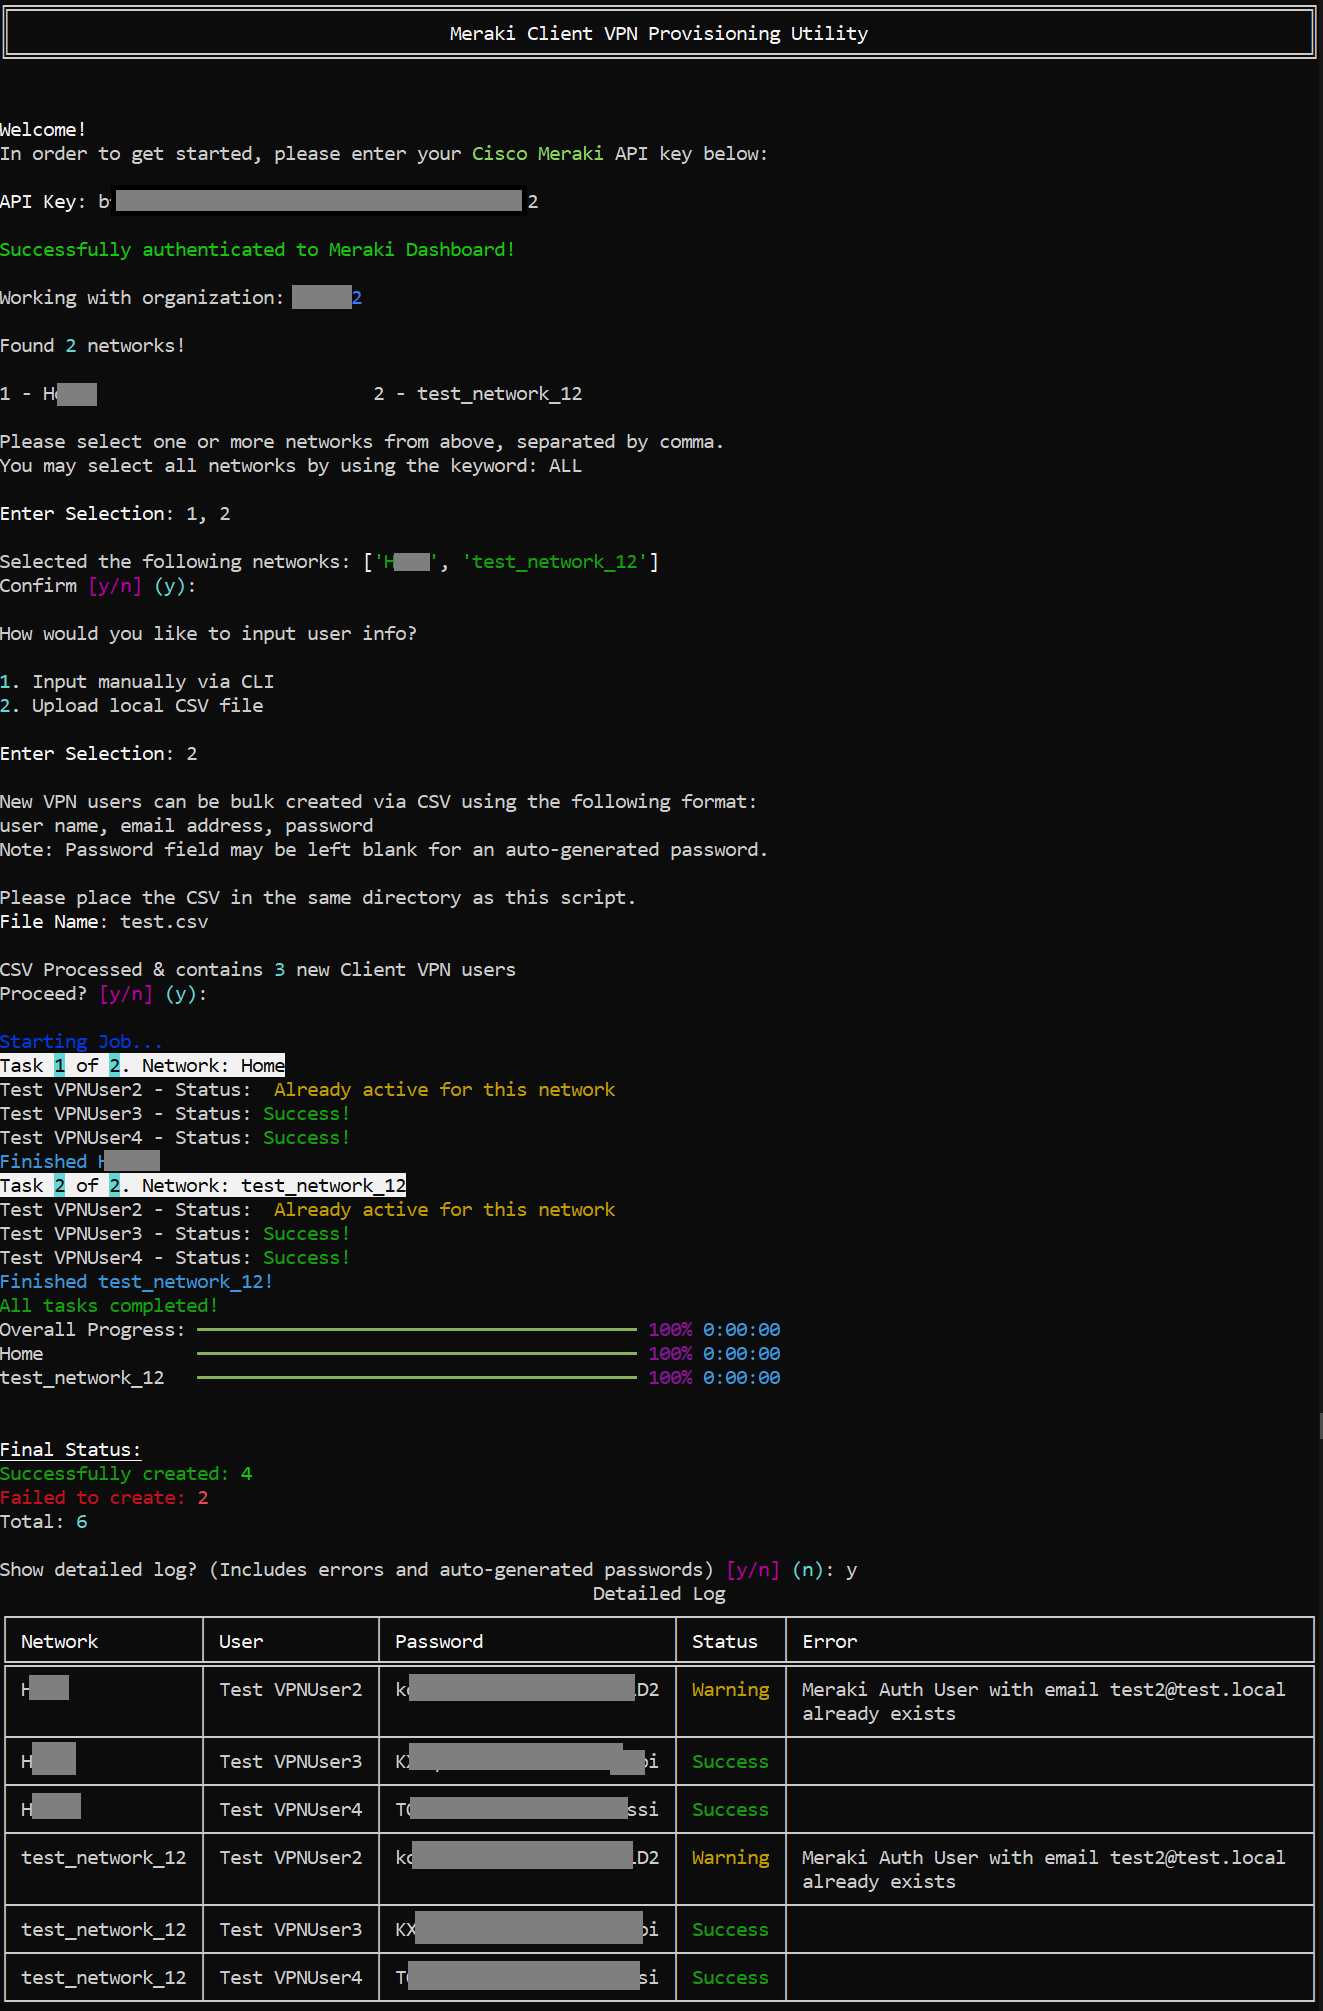 Meraki Client VPN Provisioning Utility
Welcome!
In order to get started, please enter your Cisco Meraki API key below:
API Key: b 2
Successfully authenticated to Meraki Dashboard!
Working with organization: 2
Found 2 networks!
1 - H 2 - test_network_12
Please select one or more networks from above, separated by comma.
You may select all networks by using the keyword: ALL
Enter Selection: 1, 2
Selected the following networks: ['H ', 'test_network_12']
Confirm [y/n] (y):
How would you like to input user info?
1. Input manually via CLI
2. Upload local CSV file
Enter Selection: 2
New VPN users can be bulk created via CSV using the following format:
user name, email address, password
Note: Password field may be left blank for an auto-generated password.
Please place the CSV in the same directory as this script.
File Name: test.csv
CSV Processed & contains 3 new Client VPN users
Proceed? [y/n] (y):
Starting Job...
Task 1 of 2. Network: Home
Test VPNUser2 - Status:  Already active for this network
Test VPNUser3 - Status: Success!
Test VPNUser4 - Status: Success!
Finished H
Task 2 of 2. Network: test_network_12
Test VPNUser2 - Status:  Already active for this network
Test VPNUser3 - Status: Success!
Test VPNUser4 - Status: Success!
Finished test_network_12!
All tasks completed!
Overall Progress: 100% 0:00:00
Home 100% 0:00:00
test_network_12 100% 0:00:00
Final Status:
Successfully created: 4
Failed to create: 2
Total: 6
Show detailed log? (Includes errors and auto-generated passwords) [y/n] (n): y
Detailed Log
Network User Password Status Error
H Test VPNUser2 k D2 Warning Meraki Auth User with email test2@test.local
already exists
H Test VPNUser3 K i Success
H Test VPNUser4 T ssi Success
test_network_12 Test VPNUser2 k D2 Warning Meraki Auth User with email test2@test.local
already exists
test_network_12 Test VPNUser3 KX i Success
test_network_12 Test VPNUser4 T si Success